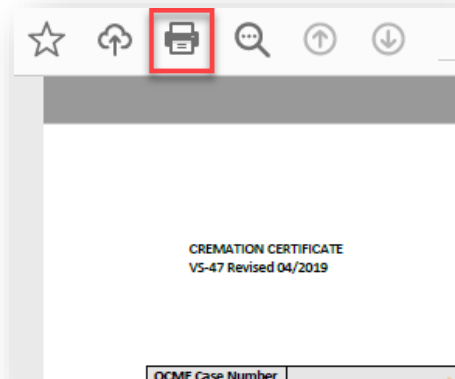 CREMATION CERTIFICATE
VS-47 Revised 04/2019
OCME Case Number